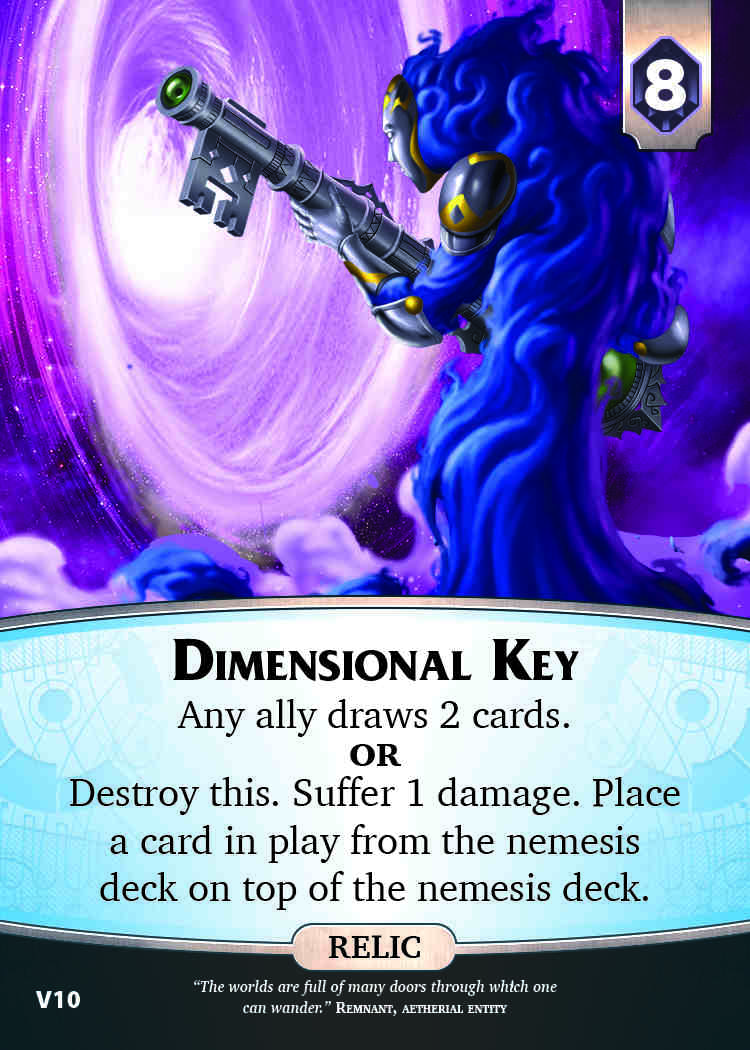 8
Dimensional Key
Any ally draws 2 cards.
OR
Destroy this. Suffer 1 damage. Place
a card in play from the nemesis
deck on top of the nemesis deck.
RELIC
V10
“The worlds are full of many doors through which one
can wander.” Remnant, aetherial entity